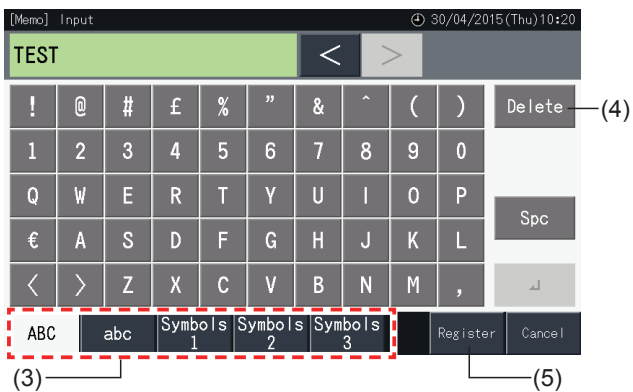 [Memo] Input 30/04/2015(Thu)10:20
TEST < >
! @ # £ % ” & ^ ( ) Delete (4)
1 2 3 4 5 6 7 8 9 0
Q W E R T Y U I O P
Spc
€ A S D F G H J K L
〈 〉 Z X C V B N M , ↵
ABC abc Symbols 1 Symbols 2 Symbols 3 Register Cancel
(3) (5)